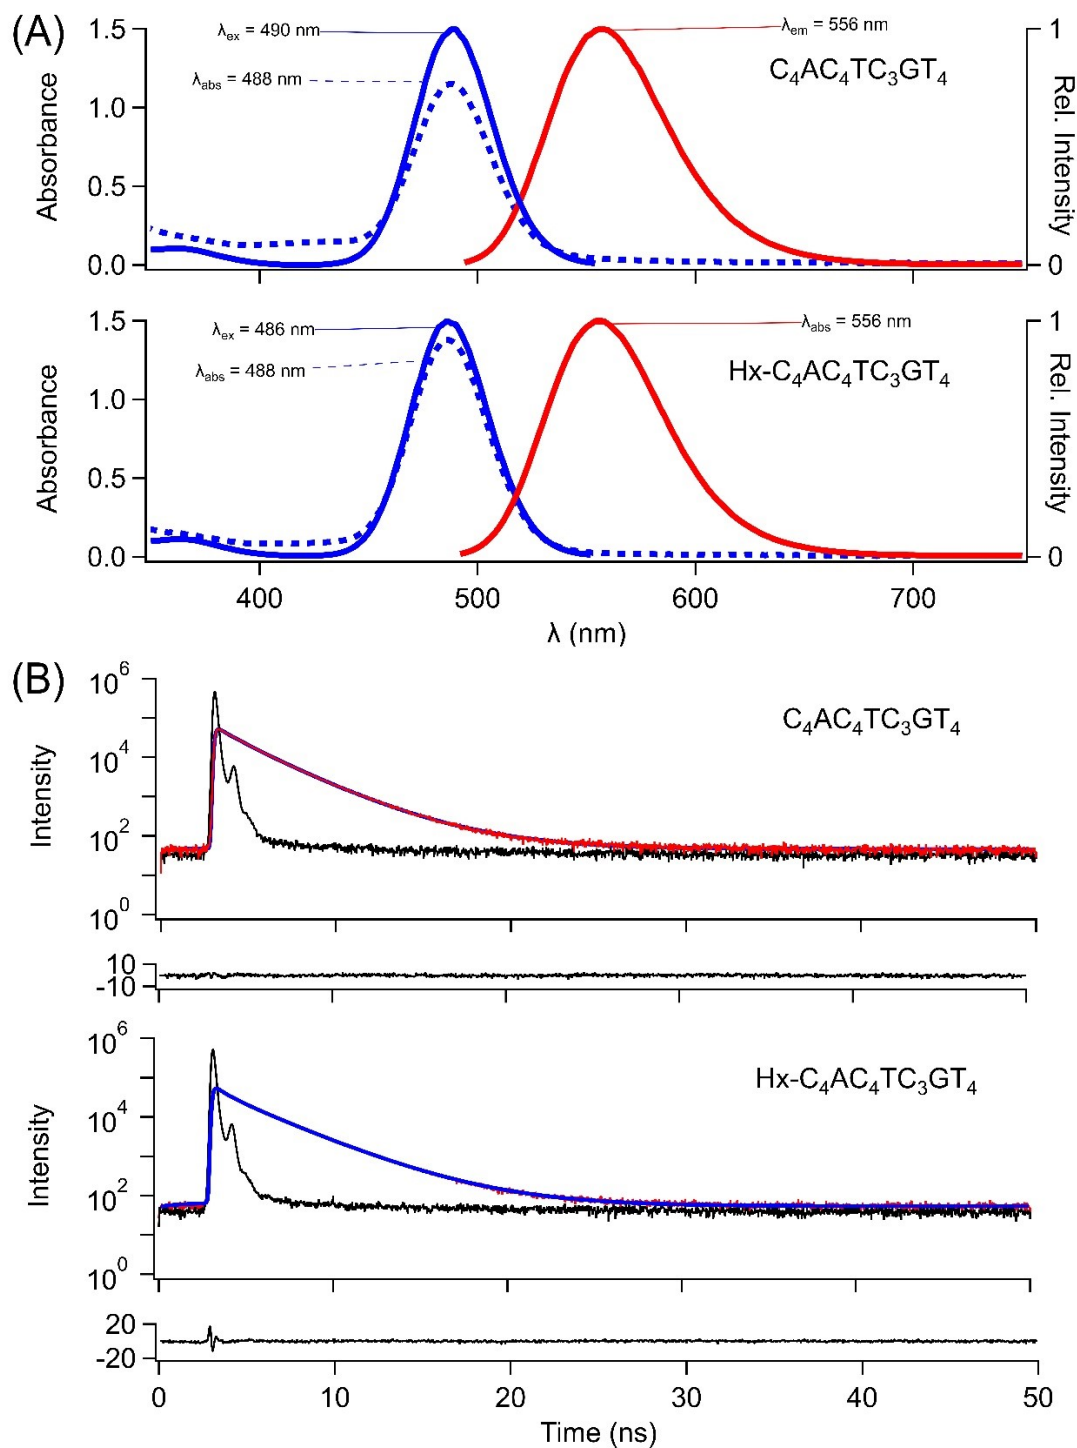 (A)
1.5
1.0
0.5
0.0
Absorbance
λex = 490 nm
λabs = 488 nm
λem = 556 nm
C4AC4TC3GT4
1
0
Rel. Intensity
1.5
1.0
0.5
0.0
Absorbance
λex = 486 nm
λabs = 488 nm
λabs = 556 nm
Hx-C4AC4TC3GT4
1
0
Rel. Intensity
400 500 600 700
λ (nm)
(B)
10^6
10^4
10^2
10^0
Intensity
C4AC4TC3GT4
10
-10
10^6
10^4
10^2
10^0
Intensity
Hx-C4AC4TC3GT4
20
-20
0 10 20 30 40 50
Time (ns)